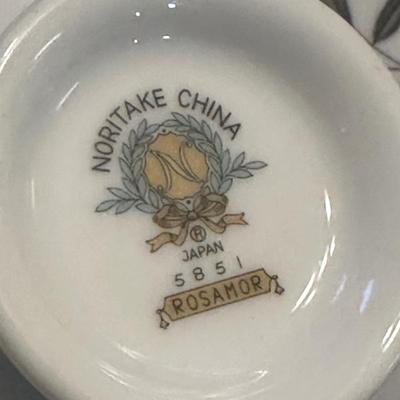 NORITAKE CHINA
N
®
JAPAN
5851
ROSAMOR